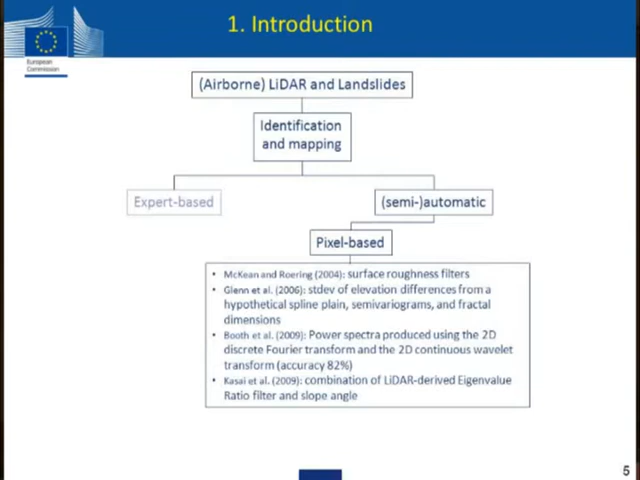 1. Introduction
European
Commission
(Airborne) LiDAR and Landslides
Identification
and mapping
Expert-based
(semi-)automatic
Pixel-based
• McKean and Roering (2004): surface roughness filters
• Glenn et al. (2006): stdev of elevation differences from a
hypothetical spline plain, semivariograms, and fractal
dimensions
• Booth et al. (2009): Power spectra produced using the 2D
discrete Fourier transform and the 2D continuous wavelet
transform (accuracy 82%)
• Kasai et al. (2009): combination of LiDAR-derived Eigenvalue
Ratio filter and slope angle
5